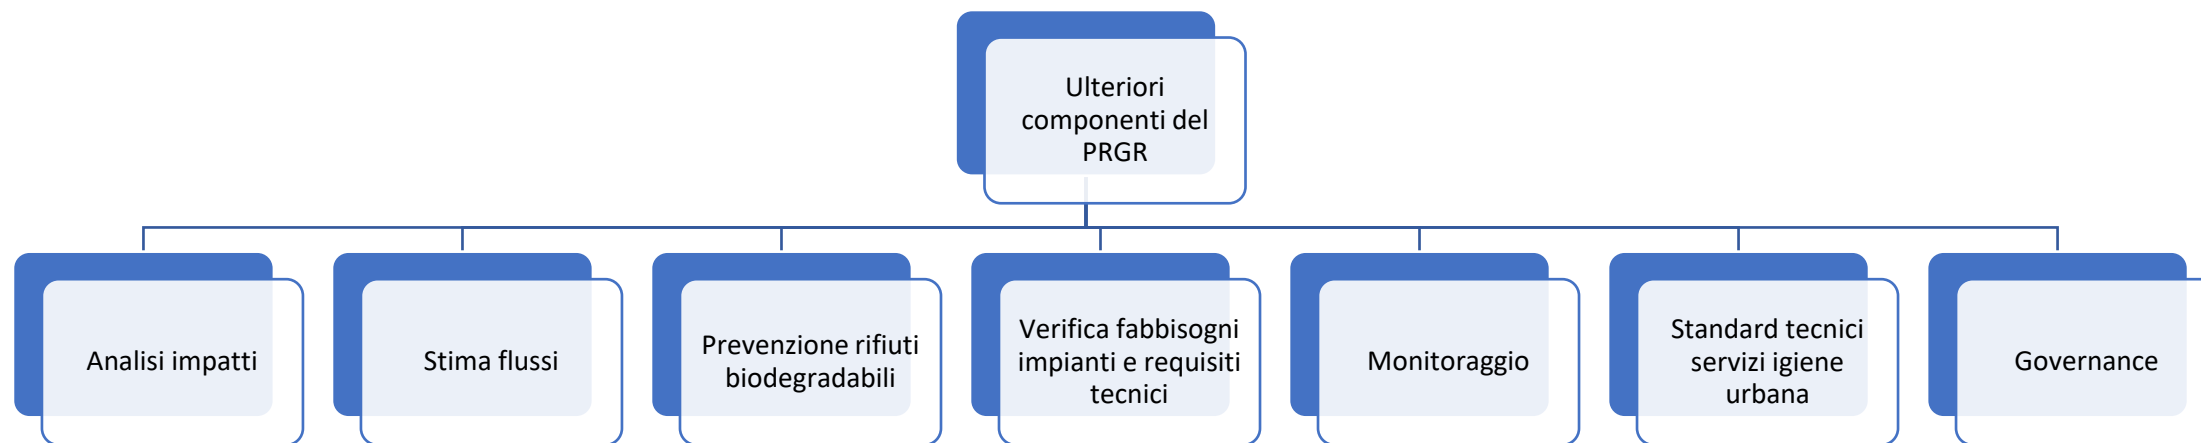 Ulteriori
componenti del
PRGR
Analisi impatti
Stima flussi
Prevenzione rifiuti
biodegradabili
Verifica fabbisogni
impianti e requisiti
tecnici
Monitoraggio
Standard tecnici
servizi igiene
urbana
Governance